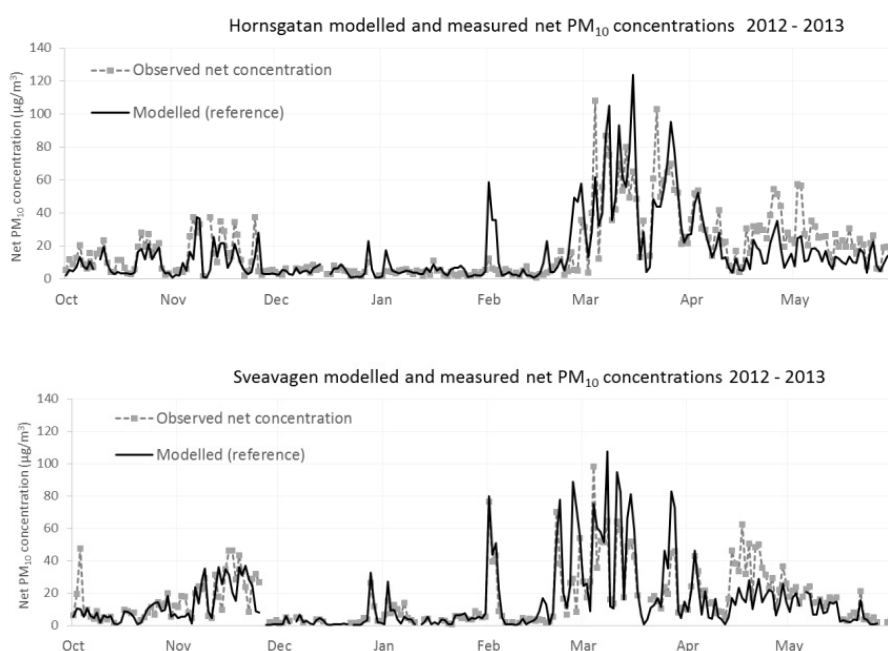 Hornsgatan modelled and measured net PM10 concentrations 2012 - 2013
Net PM10 concentration (µg/m³)
140
120
100
80
60
40
20
0
Observed net concentration
Modelled (reference)
Oct Nov Dec Jan Feb Mar Apr May
Sveavagen modelled and measured net PM10 concentrations 2012 - 2013
Net PM10 concentration (µg/m³)
140
120
100
80
60
40
20
0
Observed net concentration
Modelled (reference)
Oct Nov Dec Jan Feb Mar Apr May